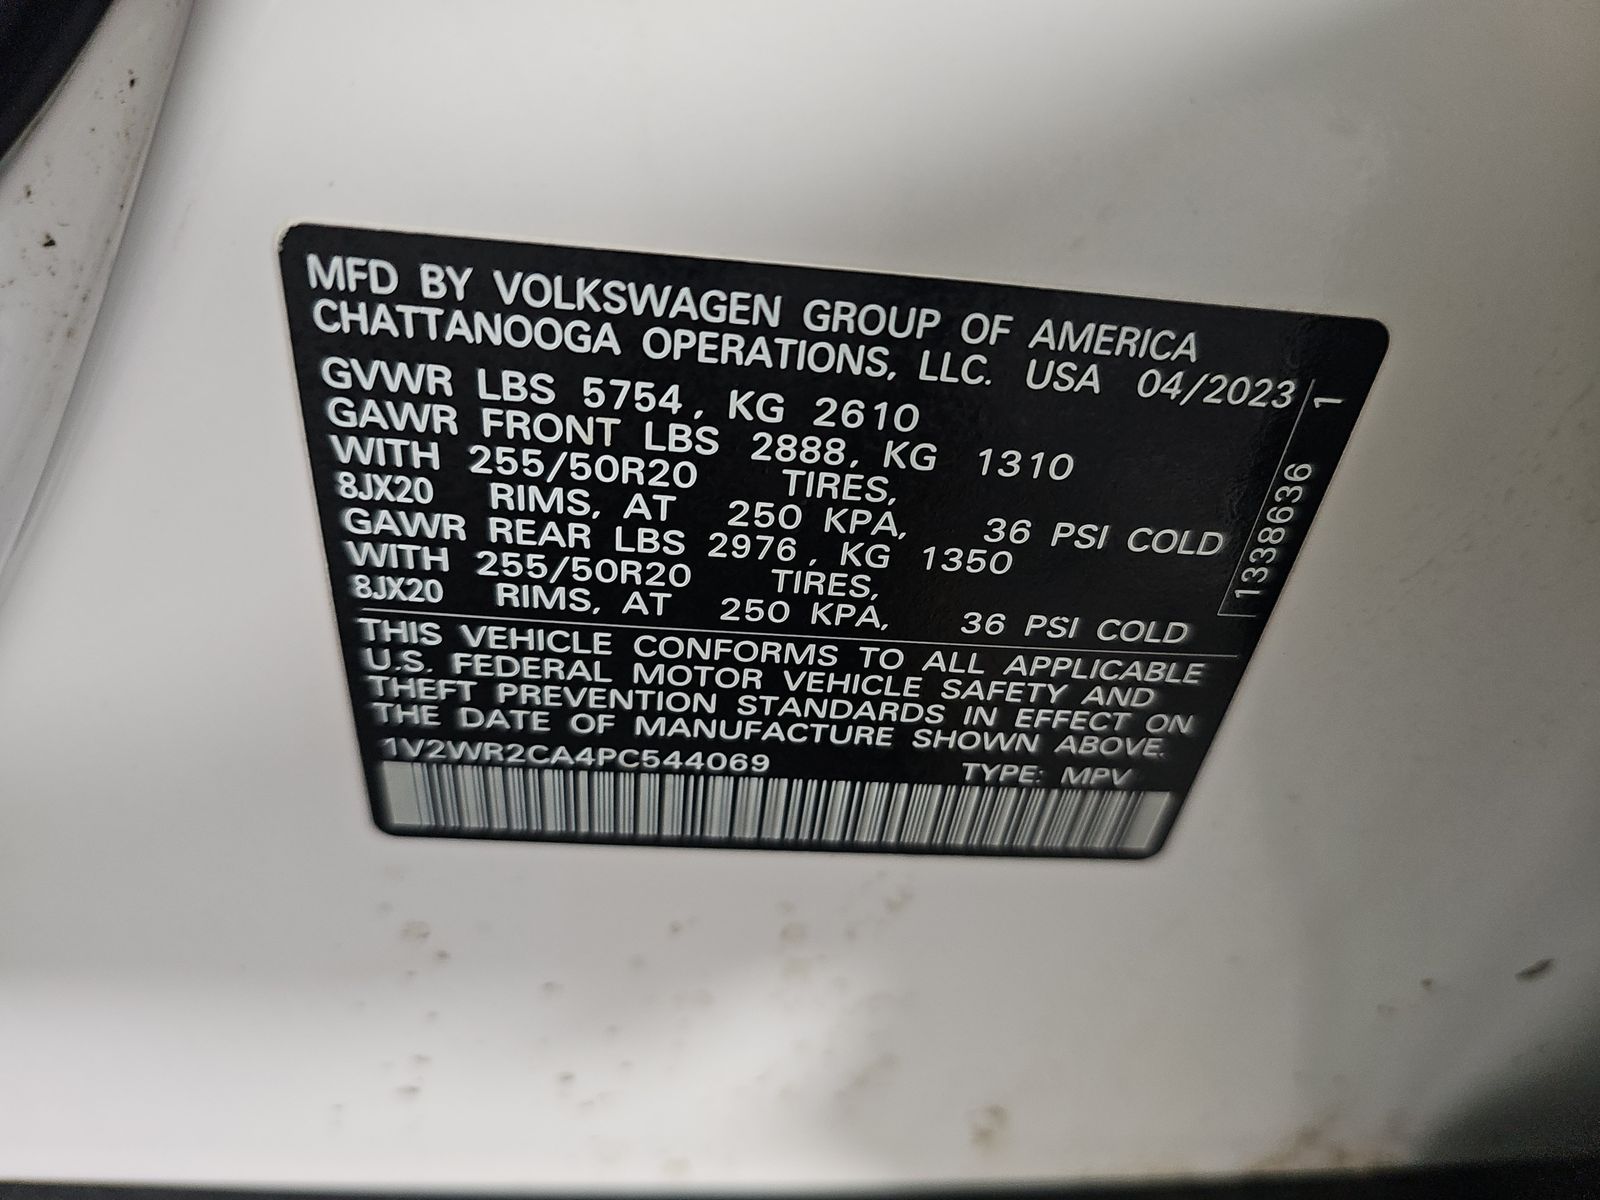 MFD BY VOLKSWAGEN GROUP OF AMERICA
CHATTANOOGA OPERATIONS, LLC. USA 04/2023
GVWR LBS 5754, KG 2610
GAWR FRONT LBS 2888, KG 1310
WITH 255/50R20 TIRES,
8JX20 RIMS, AT 250 KPA, 36 PSI COLD
GAWR REAR LBS 2976, KG 1350
WITH 255/50R20 TIRES,
8JX20 RIMS, AT 250 KPA, 36 PSI COLD
THIS VEHICLE CONFORMS TO ALL APPLICABLE
U.S. FEDERAL MOTOR VEHICLE SAFETY AND
THEFT PREVENTION STANDARDS IN EFFECT ON
THE DATE OF MANUFACTURE SHOWN ABOVE.
1V2WR2CA4PC544069 TYPE: MPV
1338636 1